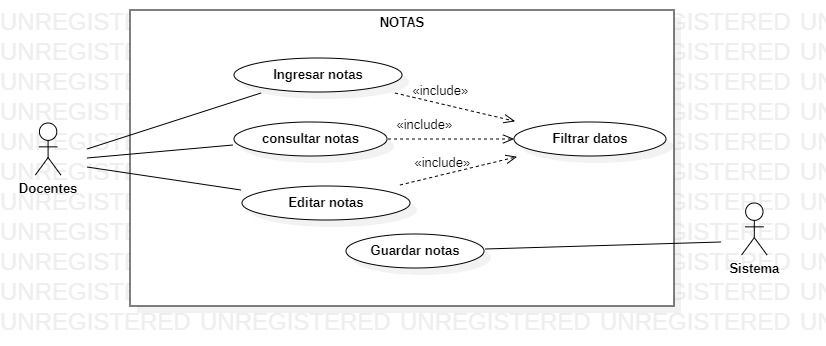 NOTAS
Ingresar notas
«include»
consultar notas
«include»
Filtrar datos
«include»
Docentes
Editar notas
Guardar notas
Sistema
UNREGISTERED UNREGISTERED UNREGISTERED UNREGISTERED UN